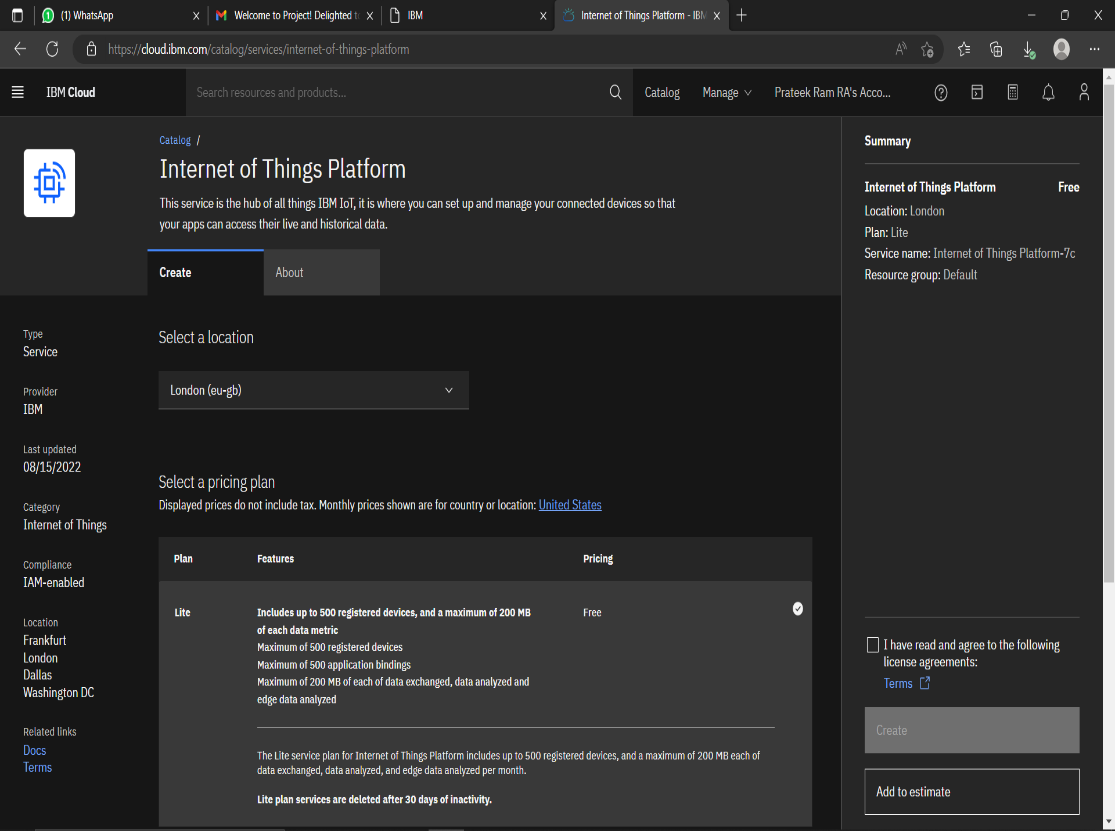 (1) WhatsApp
Welcome to Project! Delighted t
IBM
Internet of Things Platform - IBM
https://cloud.ibm.com/catalog/services/internet-of-things-platform
IBM Cloud
Search resources and products...
Catalog
Manage
Prateek Ram RA's Acco...
Catalog /
Internet of Things Platform
This service is the hub of all things IBM IoT, it is where you can set up and manage your connected devices so that
your apps can access their live and historical data.
Create
About
Type
Service
Provider
IBM
Last updated
08/15/2022
Category
Internet of Things
Compliance
IAM-enabled
Location
Frankfurt
London
Dallas
Washington DC
Related links
Docs
Terms
Select a location
London (eu-gb)
Select a pricing plan
Displayed prices do not include tax. Monthly prices shown are for country or location: United States
Plan
Features
Pricing
Lite
Includes up to 500 registered devices, and a maximum of 200 MB
of each data metric
Maximum of 500 registered devices
Maximum of 500 application bindings
Maximum of 200 MB of each of data exchanged, data analyzed and
edge data analyzed
Free
The Lite service plan for Internet of Things Platform includes up to 500 registered devices, and a maximum of 200 MB each of
data exchanged, data analyzed, and edge data analyzed per month.
Lite plan services are deleted after 30 days of inactivity.
Summary
Internet of Things Platform Free
Location: London
Plan: Lite
Service name: Internet of Things Platform-7c
Resource group: Default
I have read and agree to the following
license agreements:
Terms
Create
Add to estimate